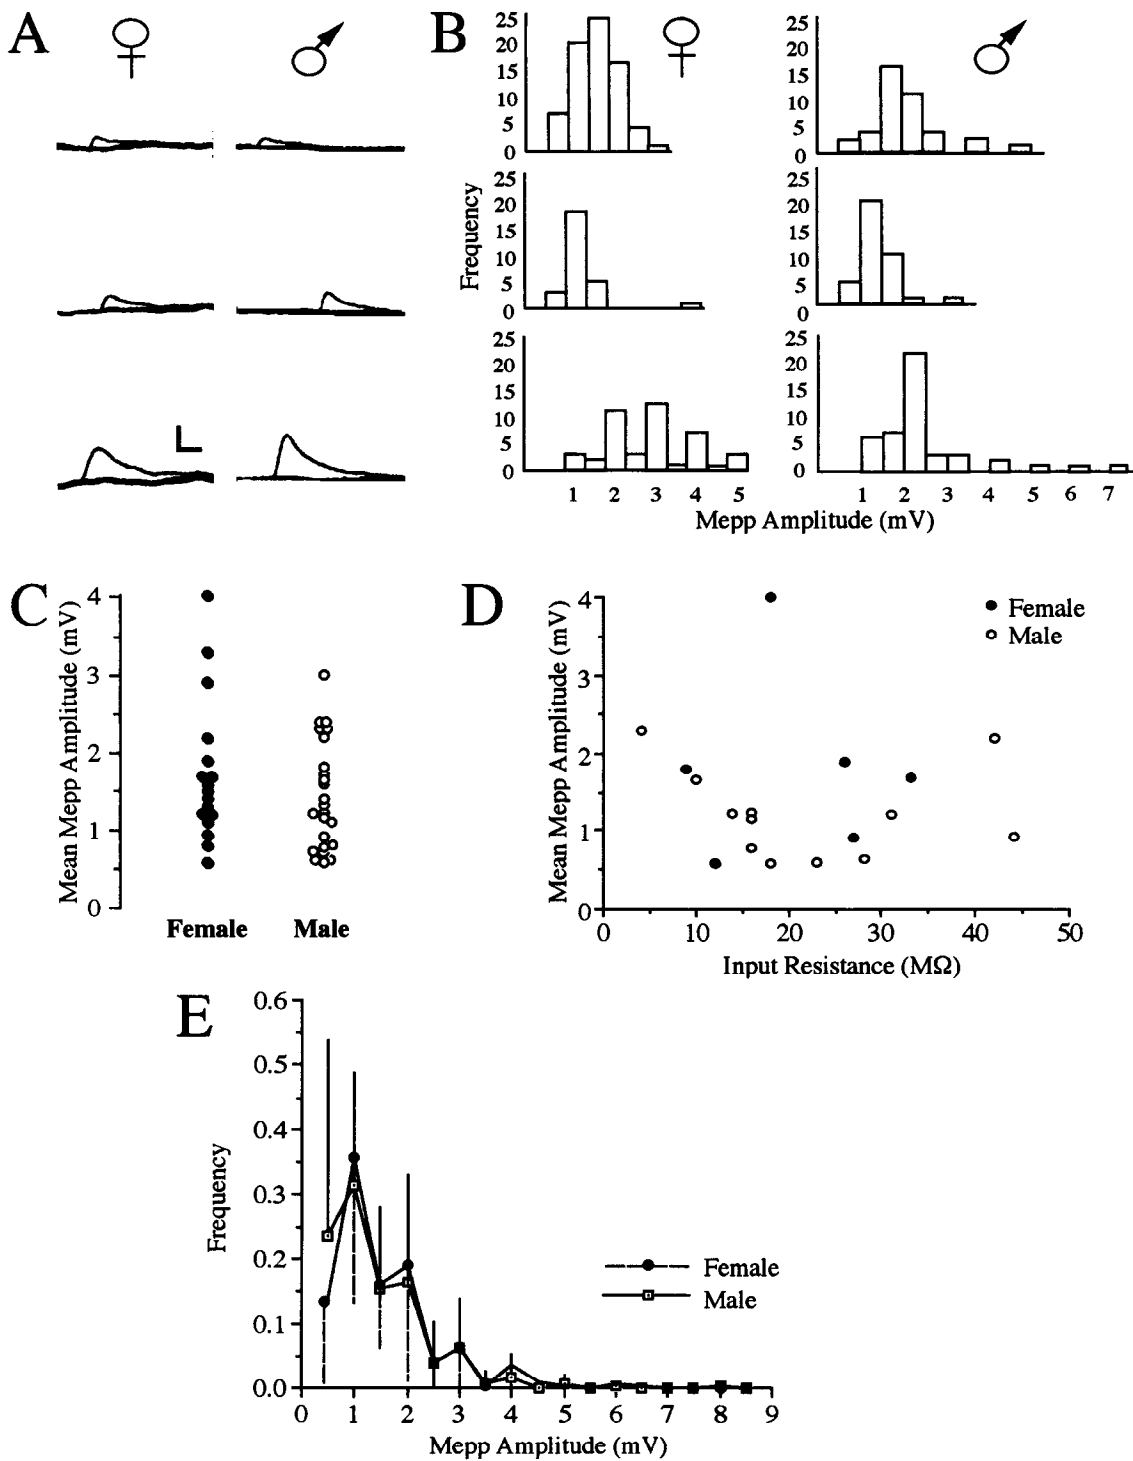 A
B
25
20
15
10
5
0
25
20
15
10
5
0
Frequency
25
20
15
10
5
0
25
20
15
10
5
0
25
20
15
10
5
0
25
20
15
10
5
0
1 2 3 4 5
1 2 3 4 5 6 7
Mepp Amplitude (mV)
C
Mean Mepp Amplitude (mV)
4
3
2
1
0
Female Male
D
Mean Mepp Amplitude (mV)
4
3
2
1
0
Female
Male
0 10 20 30 40 50
Input Resistance (MΩ)
E
Frequency
0.6
0.5
0.4
0.3
0.2
0.1
0.0
Female
Male
0 1 2 3 4 5 6 7 8 9
Mepp Amplitude (mV)